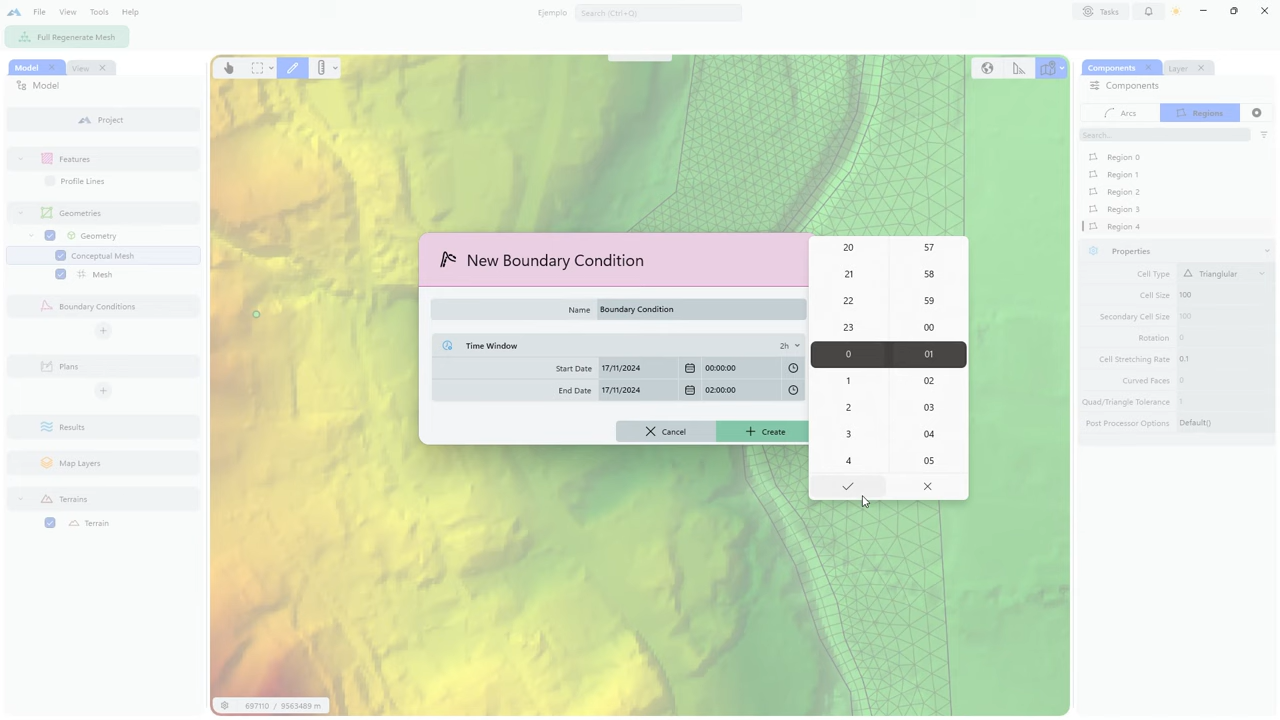 File View Tools Help
Ejemplo
Search (Ctrl+Q)
Tasks
Full Regenerate Mesh
Model
View
Model
Project
Features
Profile Lines
Geometries
Geometry
Conceptual Mesh
Mesh
Boundary Conditions
Plans
Results
Map Layers
Terrains
Terrain
New Boundary Condition
Name Boundary Condition
Time Window 2h
Start Date 17/11/2024 00:00:00
End Date 17/11/2024 02:00:00
Cancel
Create
20 57
21 58
22 59
23 00
0 01
1 02
2 03
3 04
4 05
697110 / 9563489 m
Components
Layer
Components
Arcs
Regions
Search...
Region 0
Region 1
Region 2
Region 3
Region 4
Properties
Cell Type Trianglular
Cell Size 100
Secondary Cell Size 100
Rotation 0
Cell Stretching Rate 0.1
Curved Faces 0
Quad/Triangle Tolerance 1
Post Processor Options Default()